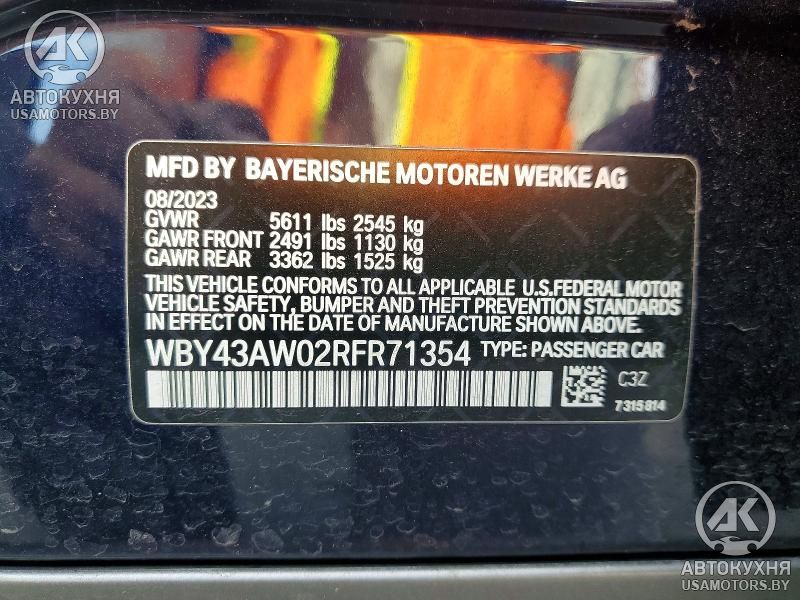 AK
АВТОКУХНЯ
USAMOTORS.BY
MFD BY BAYERISCHE MOTOREN WERKE AG
08/2023
GVWR 5611 lbs 2545 kg
GAWR FRONT 2491 lbs 1130 kg
GAWR REAR 3362 lbs 1525 kg
THIS VEHICLE CONFORMS TO ALL APPLICABLE U.S.FEDERAL MOTOR
VEHICLE SAFETY, BUMPER AND THEFT PREVENTION STANDARDS
IN EFFECT ON THE DATE OF MANUFACTURE SHOWN ABOVE.
WBY43AW02RFR71354 TYPE: PASSENGER CAR
C3Z
7315814
AK
АВТОКУХНЯ
USAMOTORS.BY